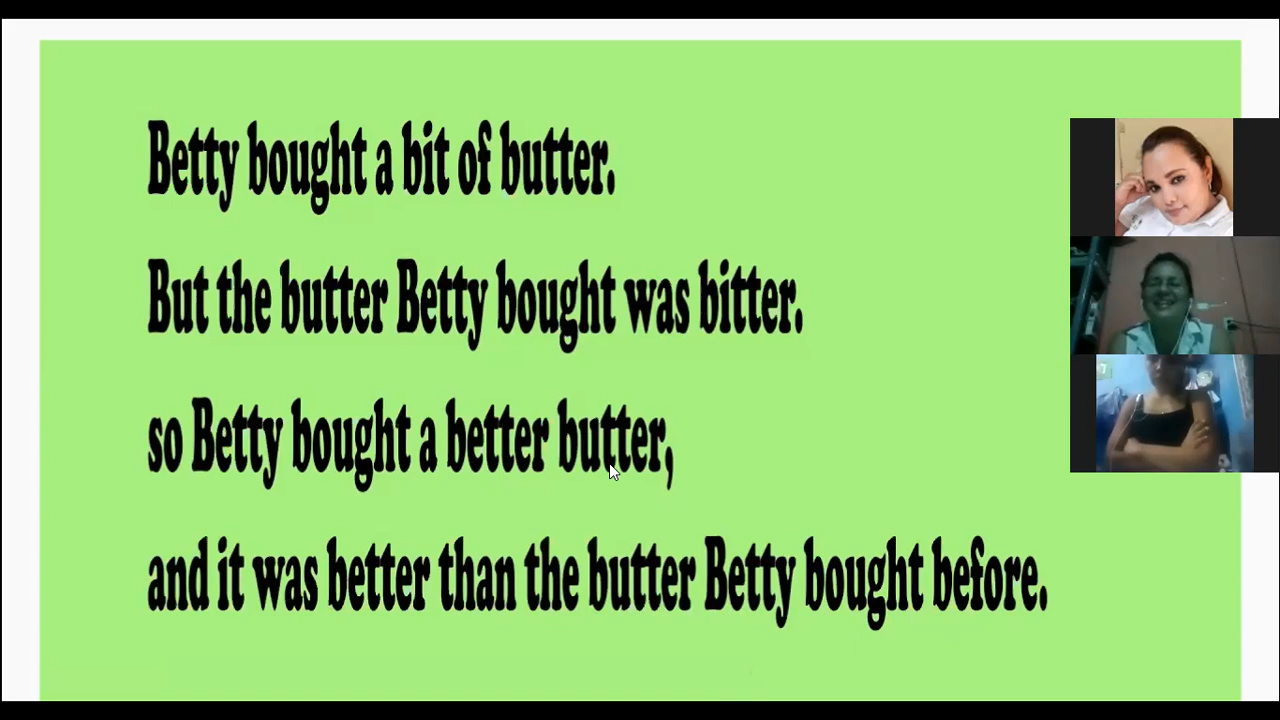 Betty bought a bit of butter.
But the butter Betty bought was bitter.
so Betty bought a better butter,
and it was better than the butter Betty bought before.